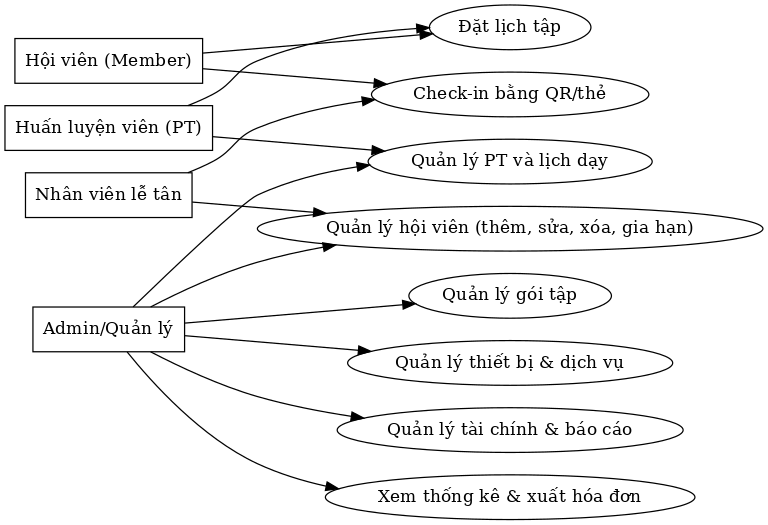 Đặt lịch tập
Hội viên (Member)
Check-in bằng QR/thẻ
Huấn luyện viên (PT)
Quản lý PT và lịch dạy
Nhân viên lễ tân
Quản lý hội viên (thêm, sửa, xóa, gia hạn)
Quản lý gói tập
Admin/Quản lý
Quản lý thiết bị & dịch vụ
Quản lý tài chính & báo cáo
Xem thống kê & xuất hóa đơn